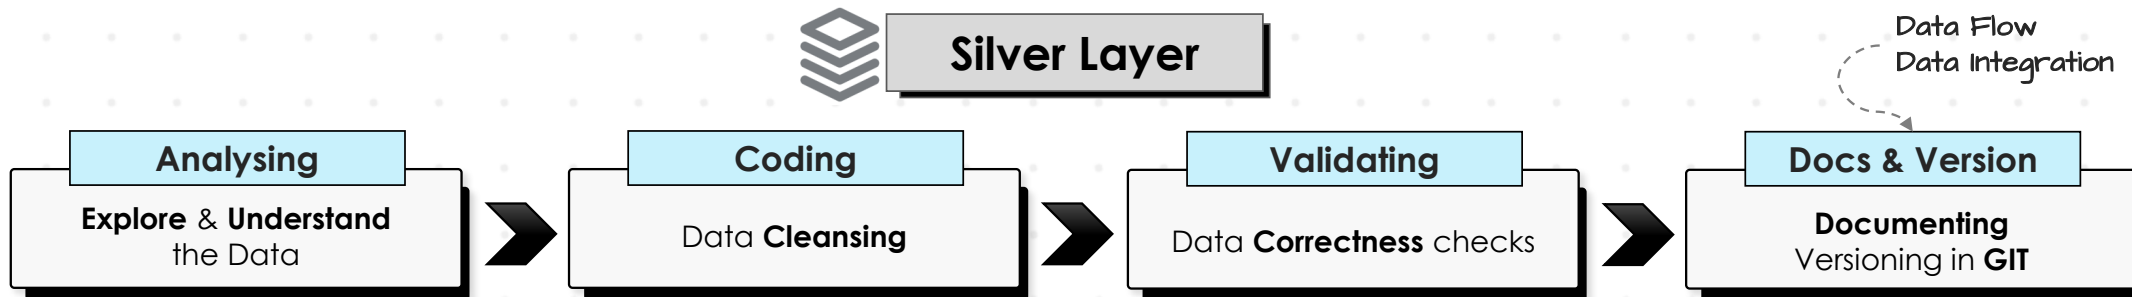 Silver Layer
Data Flow
Data Integration
Analysing
Explore & Understand
the Data
Coding
Data Cleansing
Validating
Data Correctness checks
Docs & Version
Documenting
Versioning in GIT